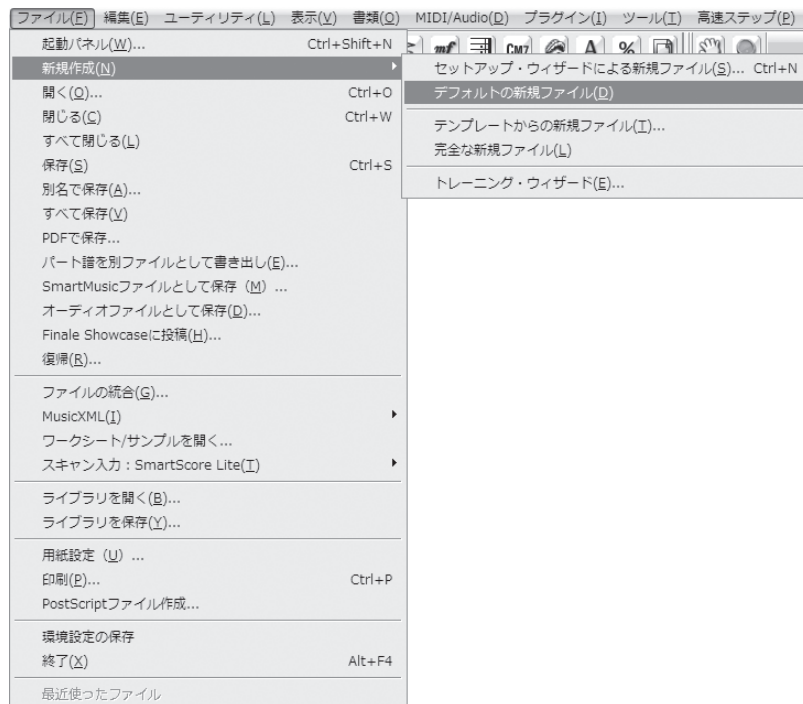 ファイル(F) 編集(E) ユーティリティ(L) 表示(V) 書類(O) MIDI/Audio(D) プラグイン(I) ツール(T) 高速ステップ(P)
起動パネル(W)... Ctrl+Shift+N
新規作成(N)
開く(O)... Ctrl+O
閉じる(C) Ctrl+W
すべて閉じる(L)
保存(S) Ctrl+S
別名で保存(A)...
すべて保存(V)
PDFで保存...
パート譜を別ファイルとして書き出し(E)...
SmartMusicファイルとして保存（M）...
オーディオファイルとして保存(D)...
Finale Showcaseに投稿(H)...
復帰(R)...
ファイルの統合(G)...
MusicXML(I)
ワークシート/サンプルを開く...
スキャン入力：SmartScore Lite(T)
ライブラリを開く(B)...
ライブラリを保存(Y)...
用紙設定（U）...
印刷(P)... Ctrl+P
PostScriptファイル作成...
環境設定の保存
終了(X) Alt+F4
最近使ったファイル
mf CM7 A %
セットアップ・ウィザードによる新規ファイル(S)... Ctrl+N
デフォルトの新規ファイル(D)
テンプレートからの新規ファイル(T)...
完全な新規ファイル(L)
トレーニング・ウィザード(E)...